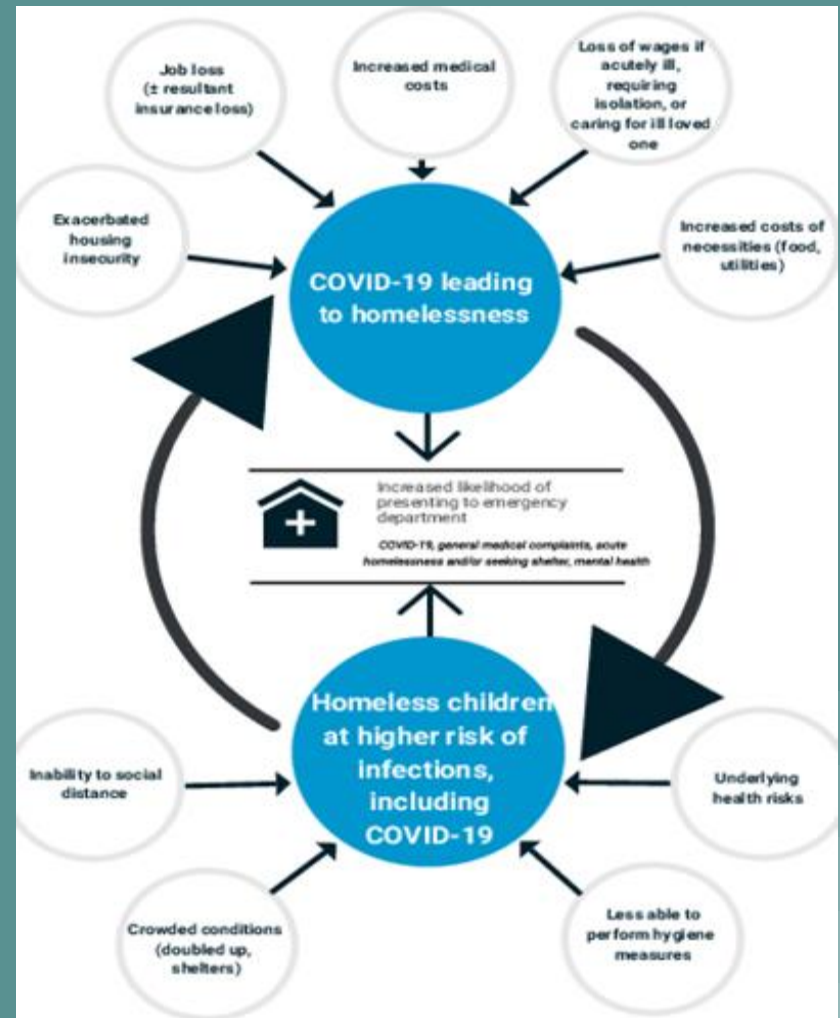 Job loss
(± resultant
insurance loss)
Increased medical
costs
Loss of wages if
acutely ill,
requiring
isolation, or
caring for ill loved
one
Exacerbated
housing
insecurity
Increased costs of
necessities (food,
utilities)
COVID-19 leading
to homelessness
Increased likelihood of
presenting to emergency
department
COVID-19, general medical complaints, acute
homelessness and/or seeking shelter, mental health
Homeless children
at higher risk of
infections,
including
COVID-19
Inability to social
distance
Underlying
health risks
Crowded conditions
(doubled up,
shelters)
Less able to
perform hygiene
measures